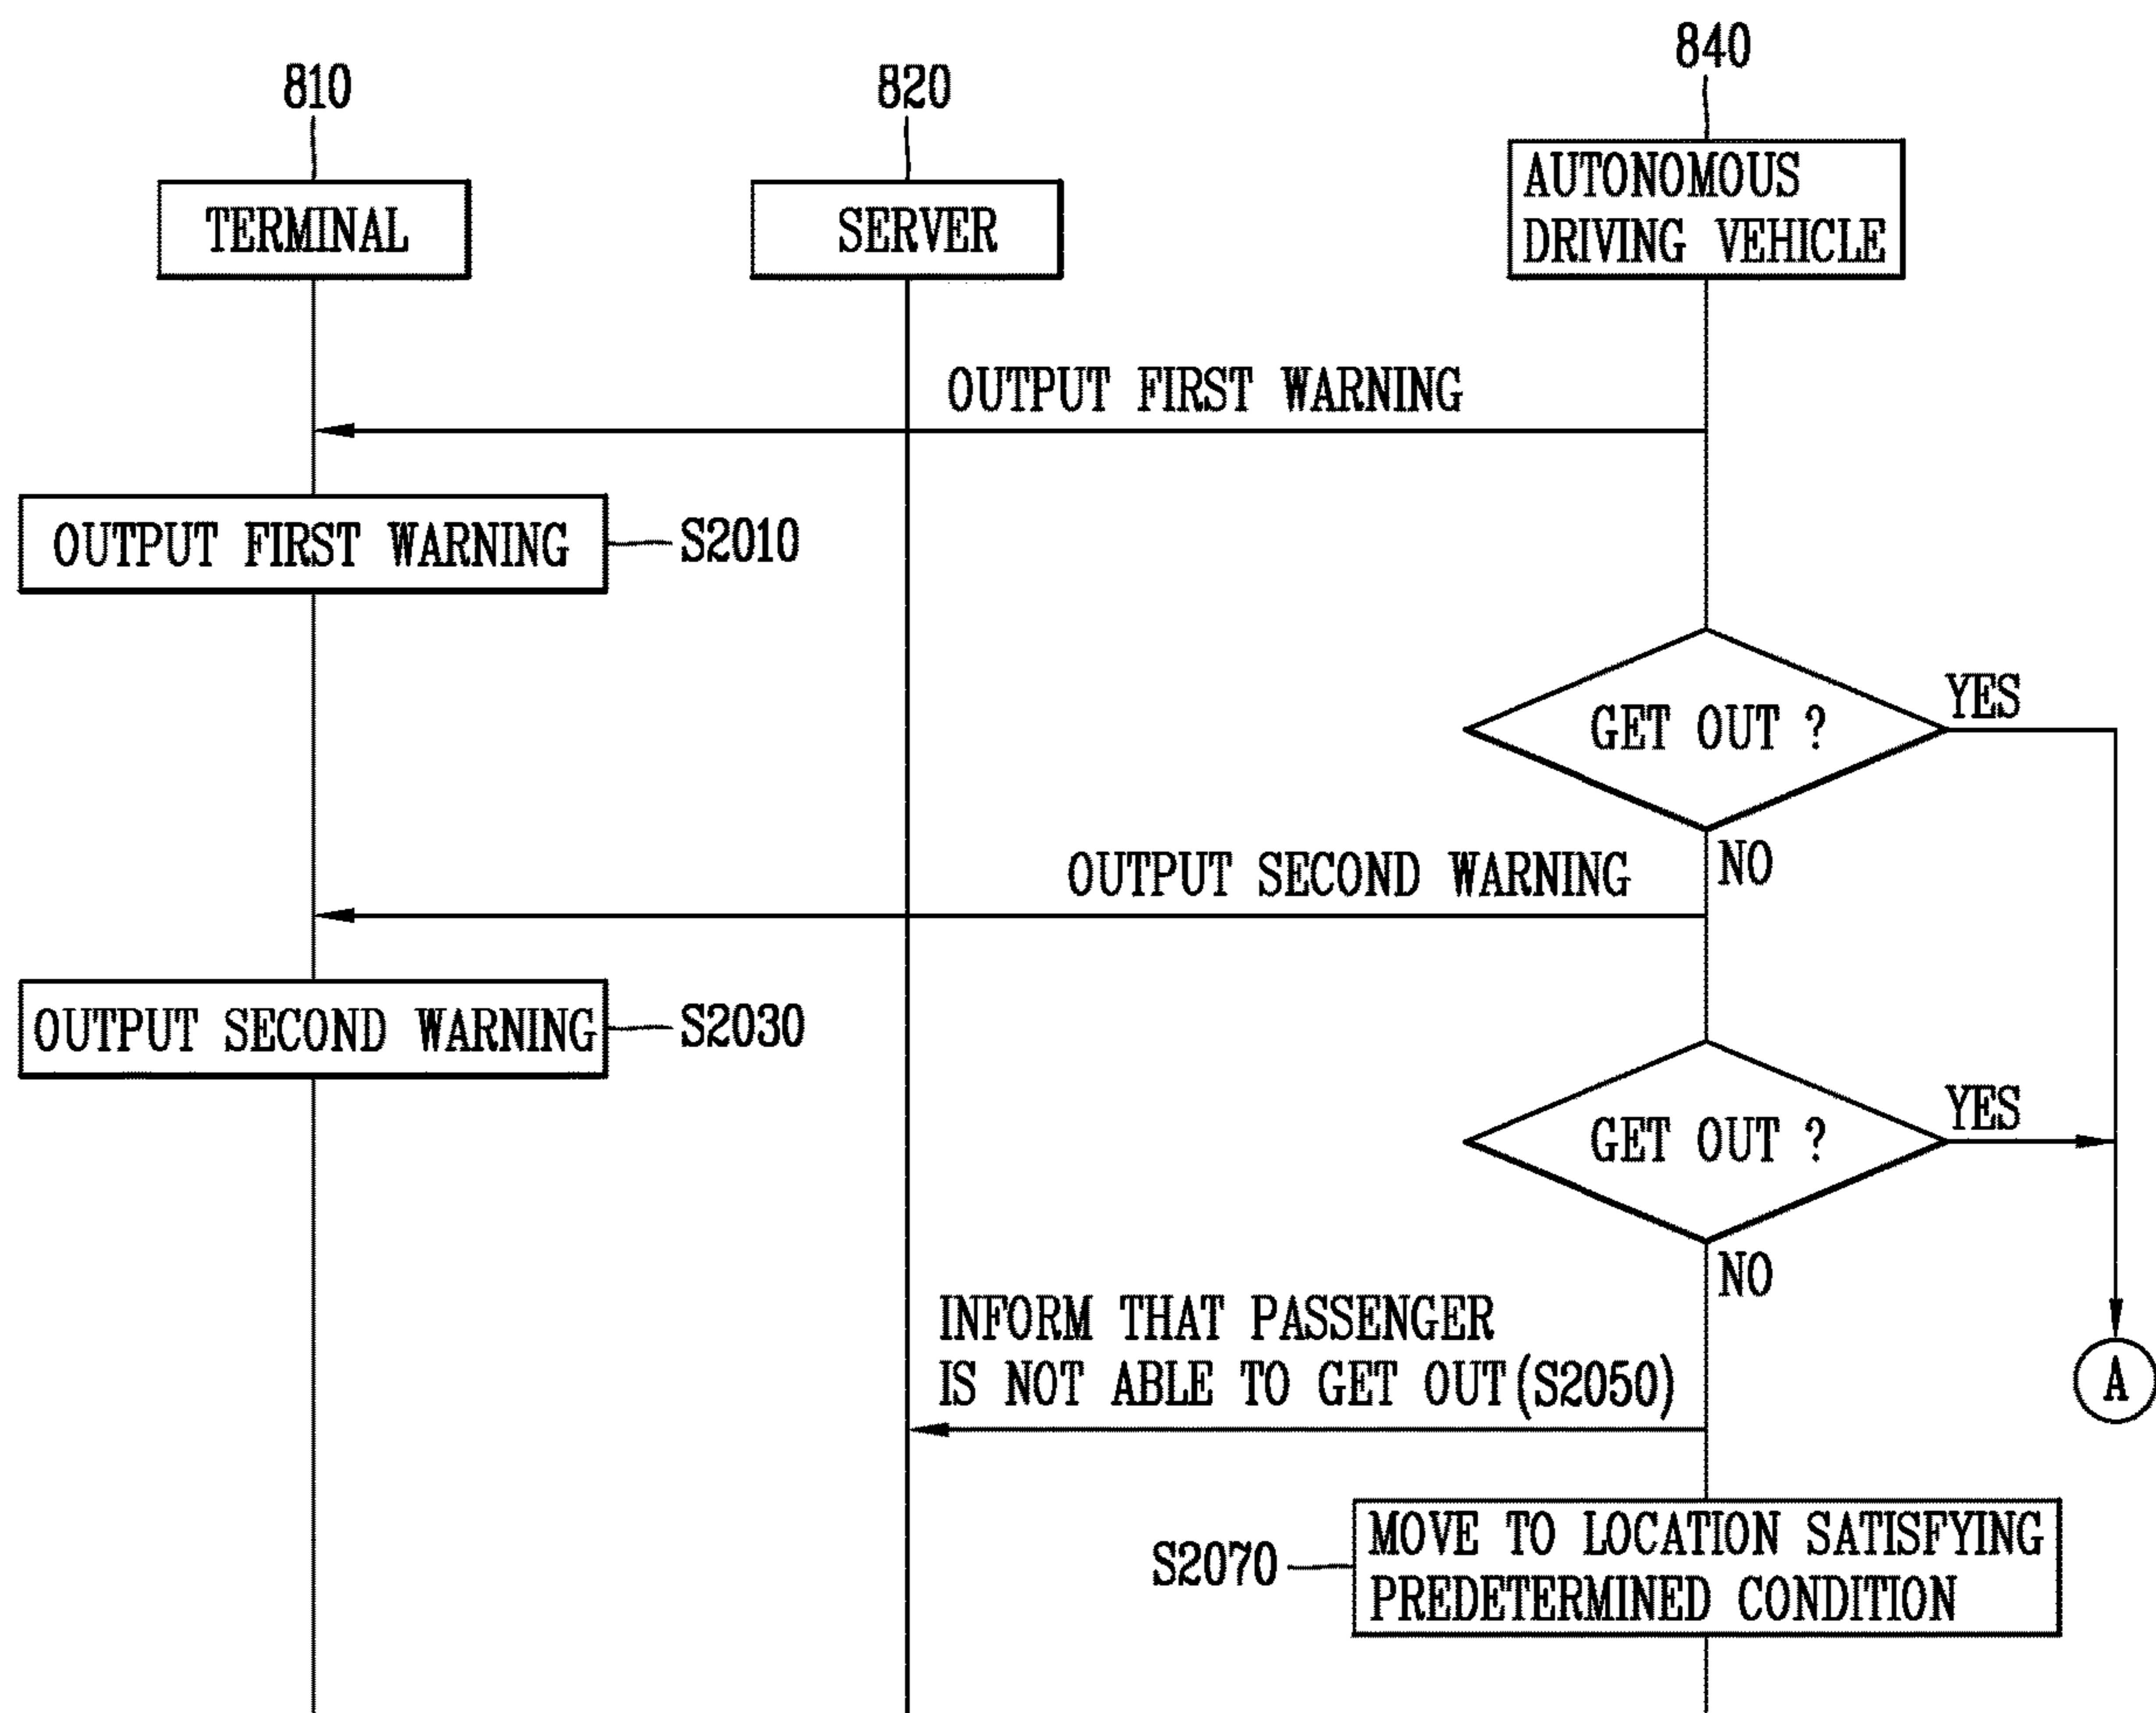 810
820
840
TERMINAL
SERVER
AUTONOMOUS
DRIVING VEHICLE
OUTPUT FIRST WARNING
OUTPUT FIRST WARNING
S2010
GET OUT ?
YES
NO
OUTPUT SECOND WARNING
OUTPUT SECOND WARNING
S2030
GET OUT ?
YES
NO
INFORM THAT PASSENGER
IS NOT ABLE TO GET OUT(S2050)
A
S2070
MOVE TO LOCATION SATISFYING
PREDETERMINED CONDITION